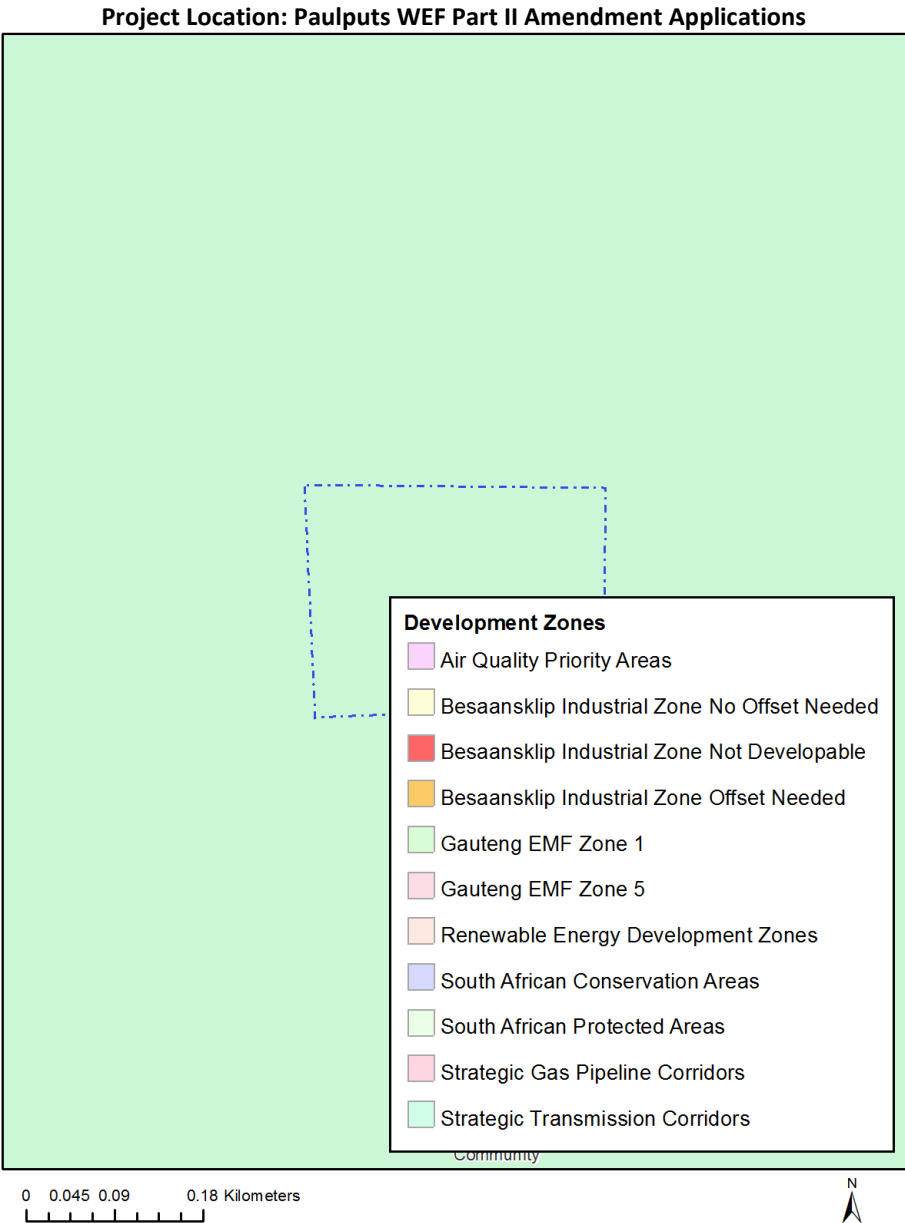 Project Location: Paulputs WEF Part II Amendment Applications
Development Zones
Air Quality Priority Areas
Besaansklip Industrial Zone No Offset Needed
Besaansklip Industrial Zone Not Developable
Besaansklip Industrial Zone Offset Needed
Gauteng EMF Zone 1
Gauteng EMF Zone 5
Renewable Energy Development Zones
South African Conservation Areas
South African Protected Areas
Strategic Gas Pipeline Corridors
Strategic Transmission Corridors
Community
0 0.045 0.09 0.18 Kilometers
N